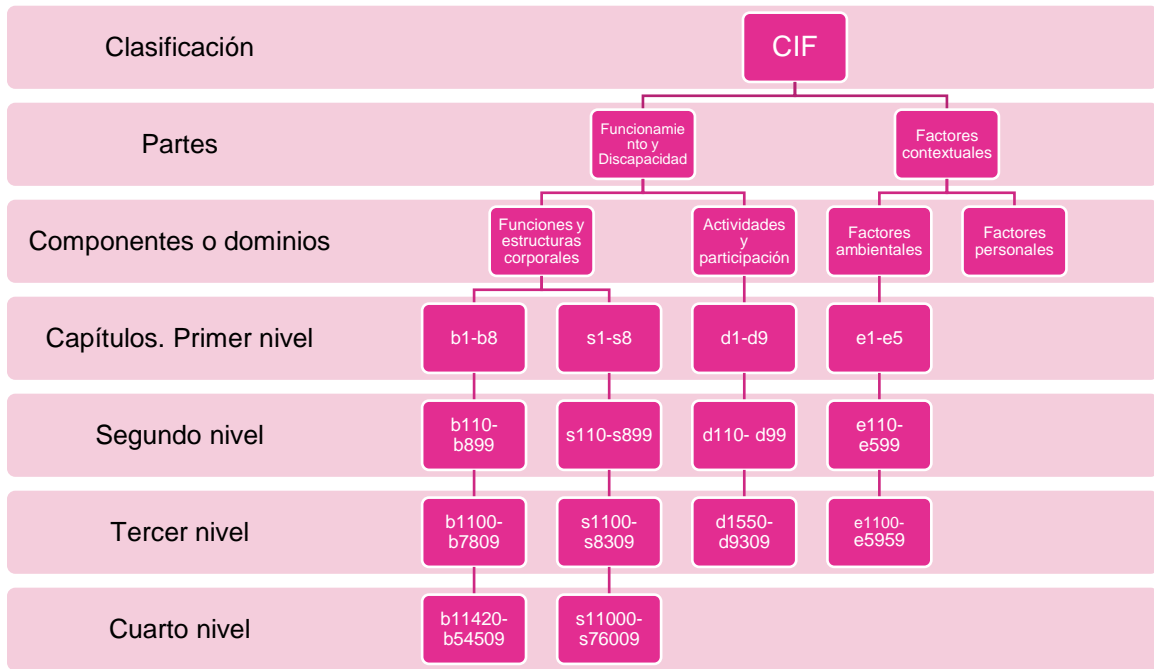 Clasificación
CIF
Partes
Funcionamie
nto y
Discapacidad
Factores
contextuales
Componentes o dominios
Funciones y
estructuras
corporales
Actividades
y
participación
Factores
ambientales
Factores
personales
Capítulos. Primer nivel
b1-b8
s1-s8
d1-d9
e1-e5
Segundo nivel
b110-
b899
s110-s899
d110- d99
e110-
e599
Tercer nivel
b1100-
b7809
s1100-
s8309
d1550-
d9309
e1100-
e5959
Cuarto nivel
b11420-
b54509
s11000-
s76009